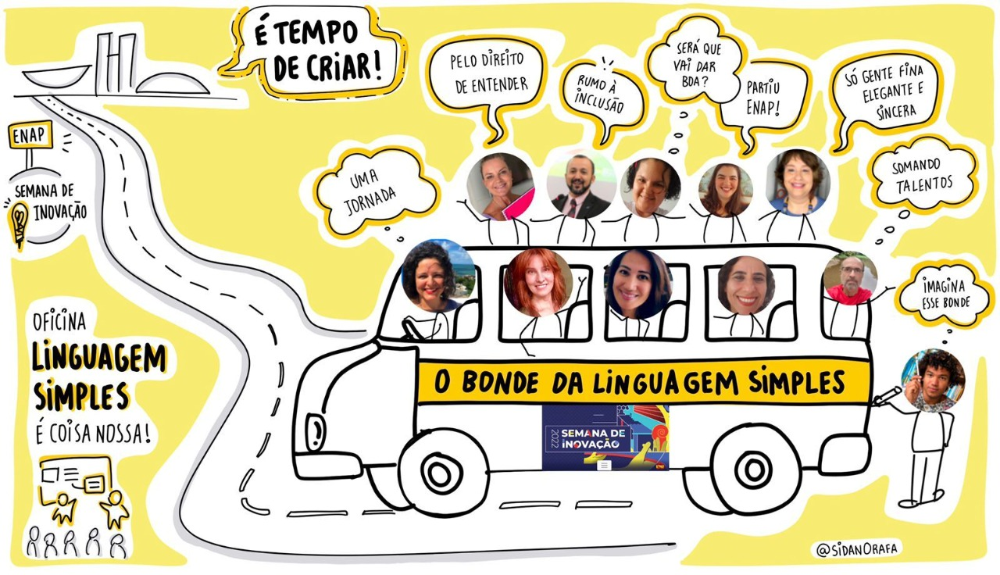 É TEMPO
DE CRIAR!
PELO DIREITO
DE ENTENDER
RUMO À
INCLUSÃO
SERÁ QUE
VAI DAR
BDA?
PARTIU
ENAP!
SÓ GENTE FINA
ELEGANTE E
SINCERA
ENAP
SEMANA DE
INOVAÇÃO
UMA
JORNADA
SOMANDO
TALENTOS
IMAGINA
ESSE BONDE
OFICINA
LINGUAGEM
SIMPLES
É COISA NOSSA!
O BONDE DA LINGUAGEM SIMPLES
2022
SEMANA DE
INOVAÇÃO
@SIDANORAFA